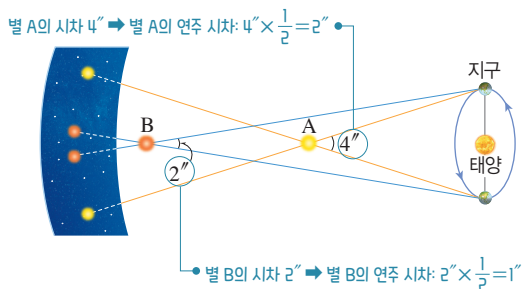 별 A의 시차 4″ ➡ 별 A의 연주 시차: 4″×1/2=2″
지구
B
A
4″
2″
태양
별 B의 시차 2″ ➡ 별 B의 연주 시차: 2″×1/2=1″